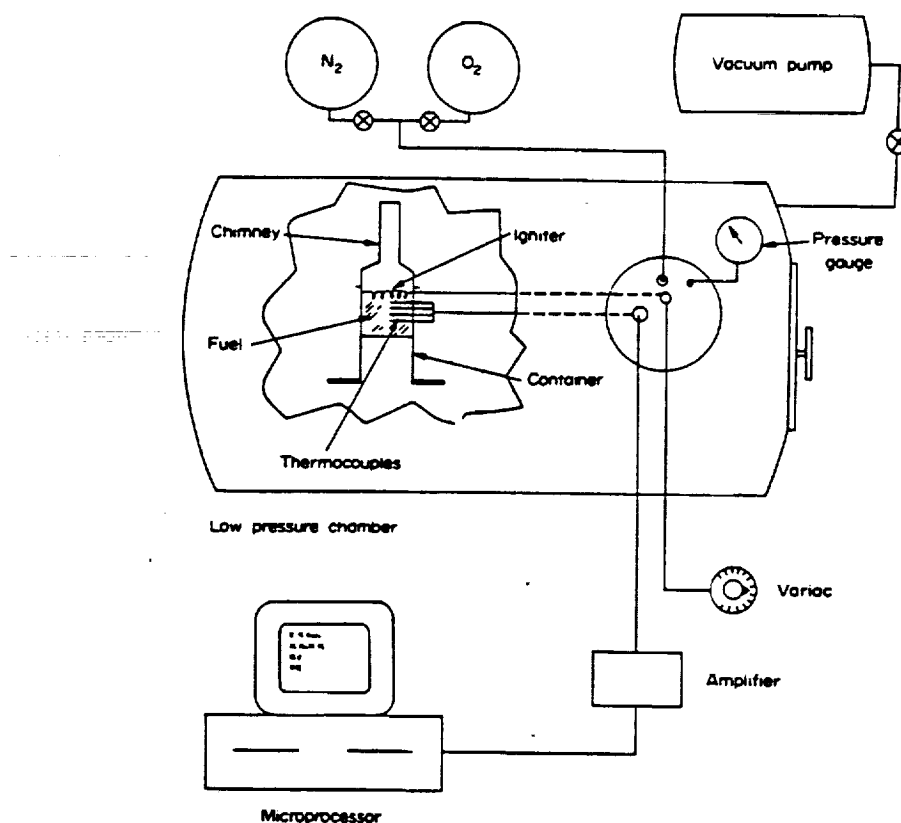 N2
O2
Vacuum pump
Chimney
Igniter
Pressure
gauge
Fuel
Container
Thermocouples
Low pressure chamber
Variac
Amplifier
Microprocessor